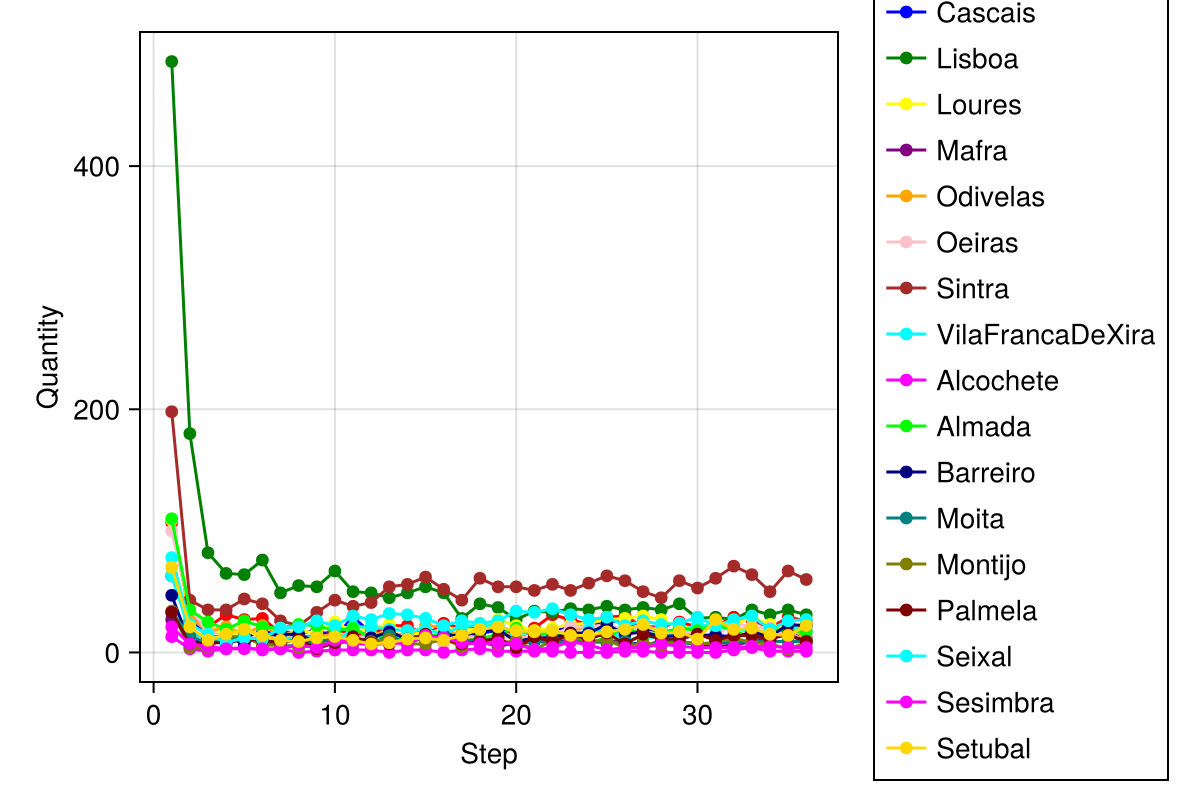 Cascais
Lisboa
Loures
Mafra
Odivelas
Oeiras
Sintra
VilaFrancaDeXira
Alcochete
Almada
Barreiro
Moita
Montijo
Palmela
Seixal
Sesimbra
Setubal
400
200
0
Quantity
0 10 20 30
Step